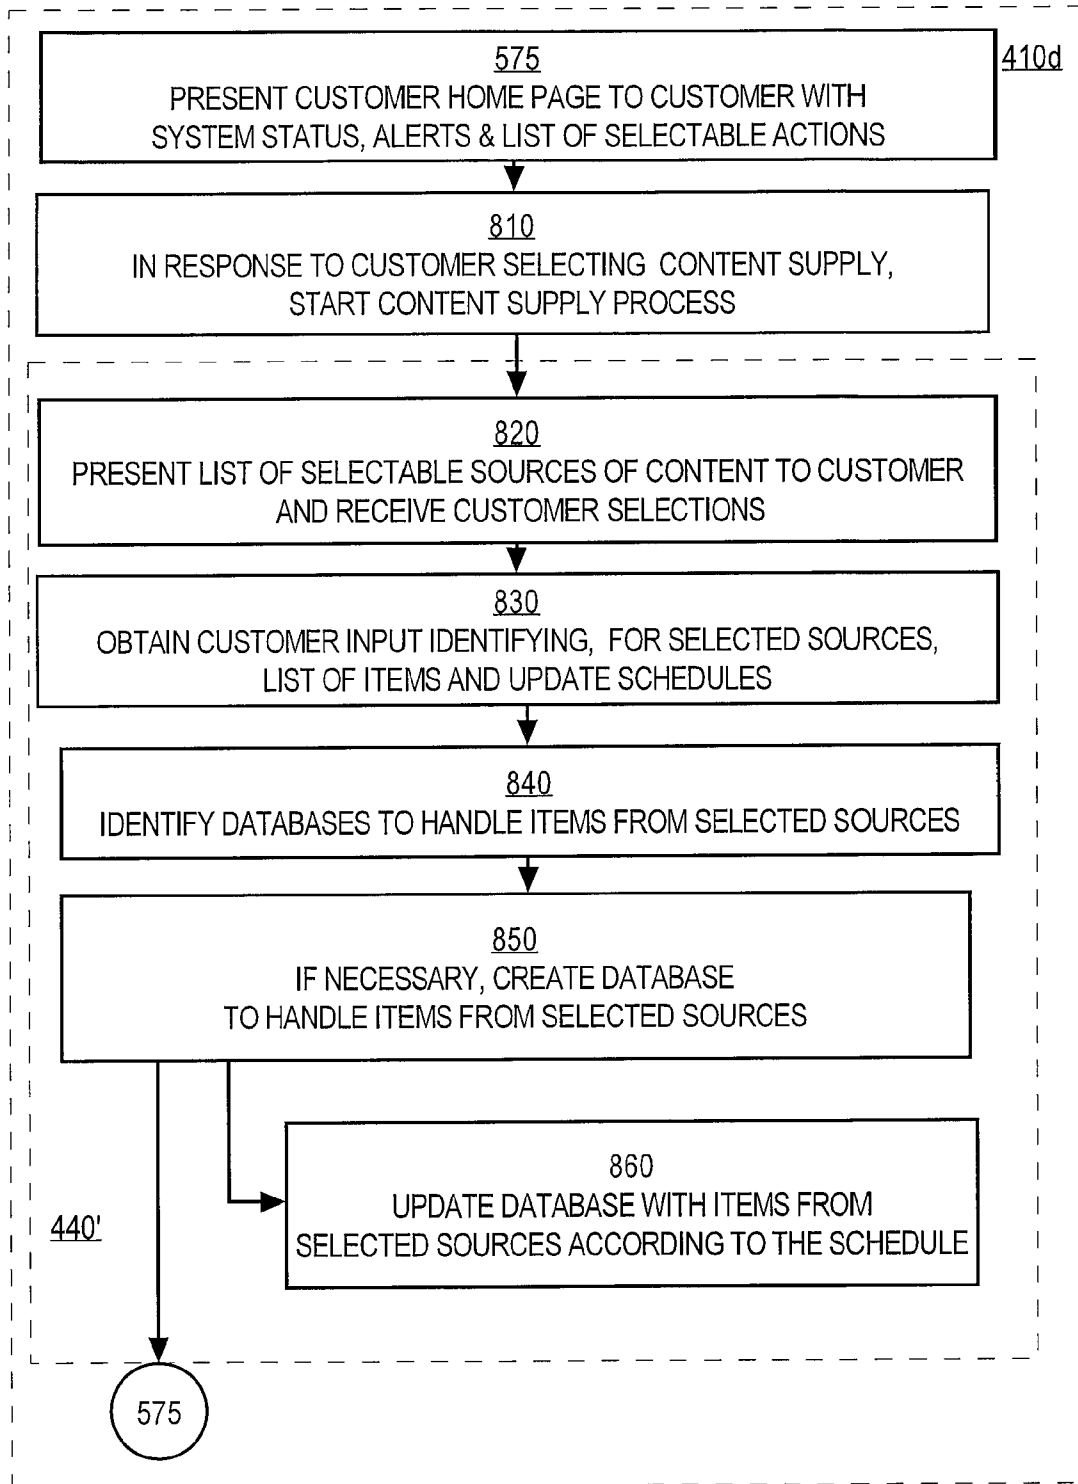 575
410d
PRESENT CUSTOMER HOME PAGE TO CUSTOMER WITH
SYSTEM STATUS, ALERTS & LIST OF SELECTABLE ACTIONS
810
IN RESPONSE TO CUSTOMER SELECTING CONTENT SUPPLY,
START CONTENT SUPPLY PROCESS
820
PRESENT LIST OF SELECTABLE SOURCES OF CONTENT TO CUSTOMER
AND RECEIVE CUSTOMER SELECTIONS
830
OBTAIN CUSTOMER INPUT IDENTIFYING, FOR SELECTED SOURCES,
LIST OF ITEMS AND UPDATE SCHEDULES
840
IDENTIFY DATABASES TO HANDLE ITEMS FROM SELECTED SOURCES
850
IF NECESSARY, CREATE DATABASE
TO HANDLE ITEMS FROM SELECTED SOURCES
860
UPDATE DATABASE WITH ITEMS FROM
SELECTED SOURCES ACCORDING TO THE SCHEDULE
440'
575